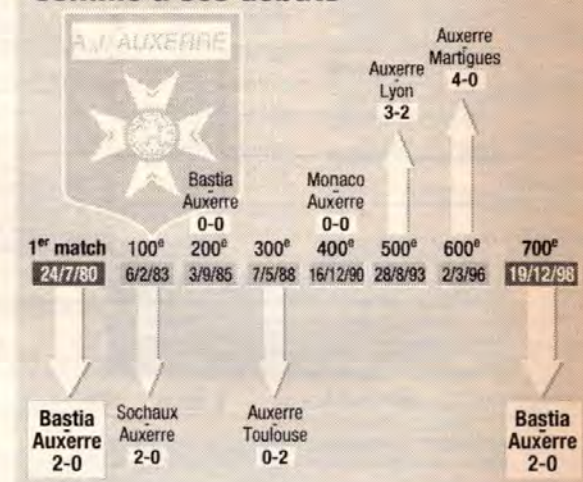 A.J. AUXERRE
Auxerre
-
Martigues
4-0
Auxerre
-
Lyon
3-2
Bastia
-
Auxerre
0-0
Monaco
-
Auxerre
0-0
1er match 100e 200e 300e 400e 500e 600e 700e
24/7/80 6/2/83 3/9/85 7/5/88 16/12/90 28/8/93 2/3/96 19/12/98
Bastia
-
Auxerre
2-0
Sochaux
-
Auxerre
2-0
Auxerre
-
Toulouse
0-2
Bastia
-
Auxerre
2-0